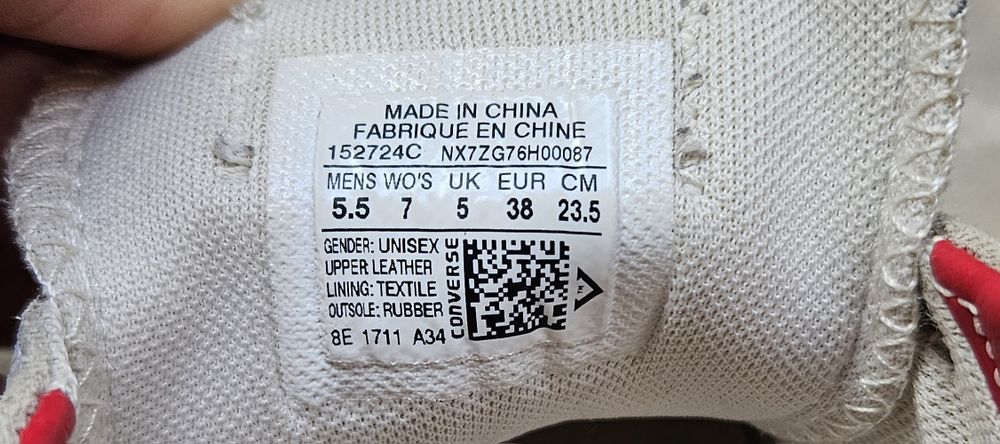 MADE IN CHINA
FABRIQUE EN CHINE
152724C NX7ZG76H00087
MENS WO'S UK EUR CM
5.5 7 5 38 23.5
GENDER: UNISEX
UPPER LEATHER
LINING: TEXTILE
OUTSOLE: RUBBER
8E 1711 A34
CONVERSE
TM